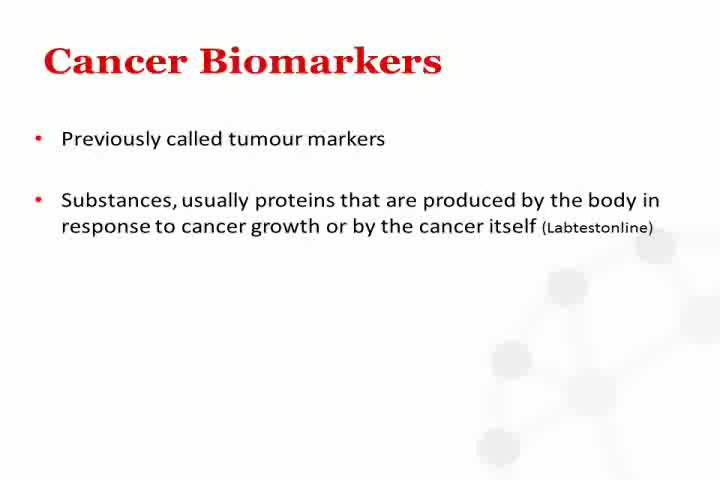 Cancer Biomarkers
• Previously called tumour markers
• Substances, usually proteins that are produced by the body in
response to cancer growth or by the cancer itself (Labtestonline)